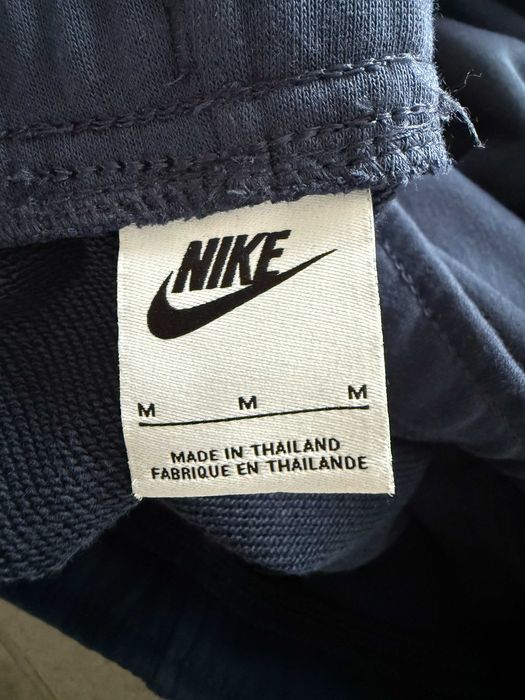 NIKE
M M M
MADE IN THAILAND
FABRIQUE EN THAILANDE